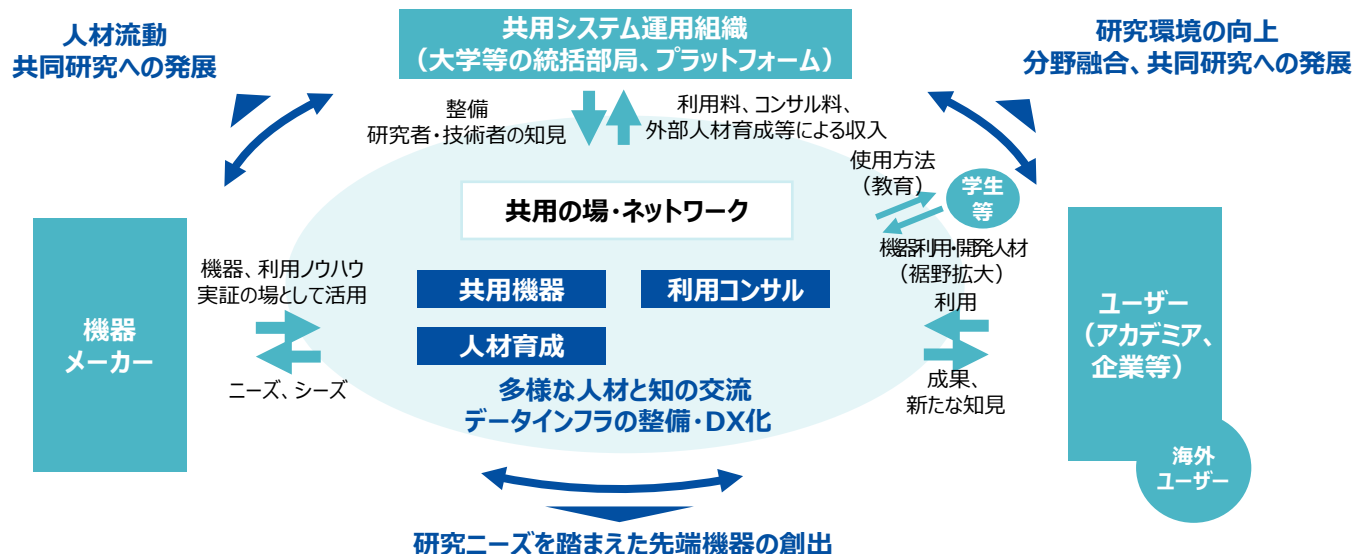 人材流動
共同研究への発展
共用システム運用組織
（大学等の統括部局、プラットフォーム）
研究環境の向上
分野融合、共同研究への発展
整備
研究者・技術者の知見
利用料、コンサル料、
外部人材育成等による収入
使用方法
（教育）
学生
等
共用の場・ネットワーク
機器利用・開発人材
（裾野拡大）
機器、利用ノウハウ
実証の場として活用
共用機器
利用コンサル
人材育成
利用
機器
メーカー
ユーザー
（アカデミア、
企業等）
ニーズ、シーズ
多様な人材と知の交流
データインフラの整備・DX化
成果、
新たな知見
海外
ユーザー
研究ニーズを踏まえた先端機器の創出